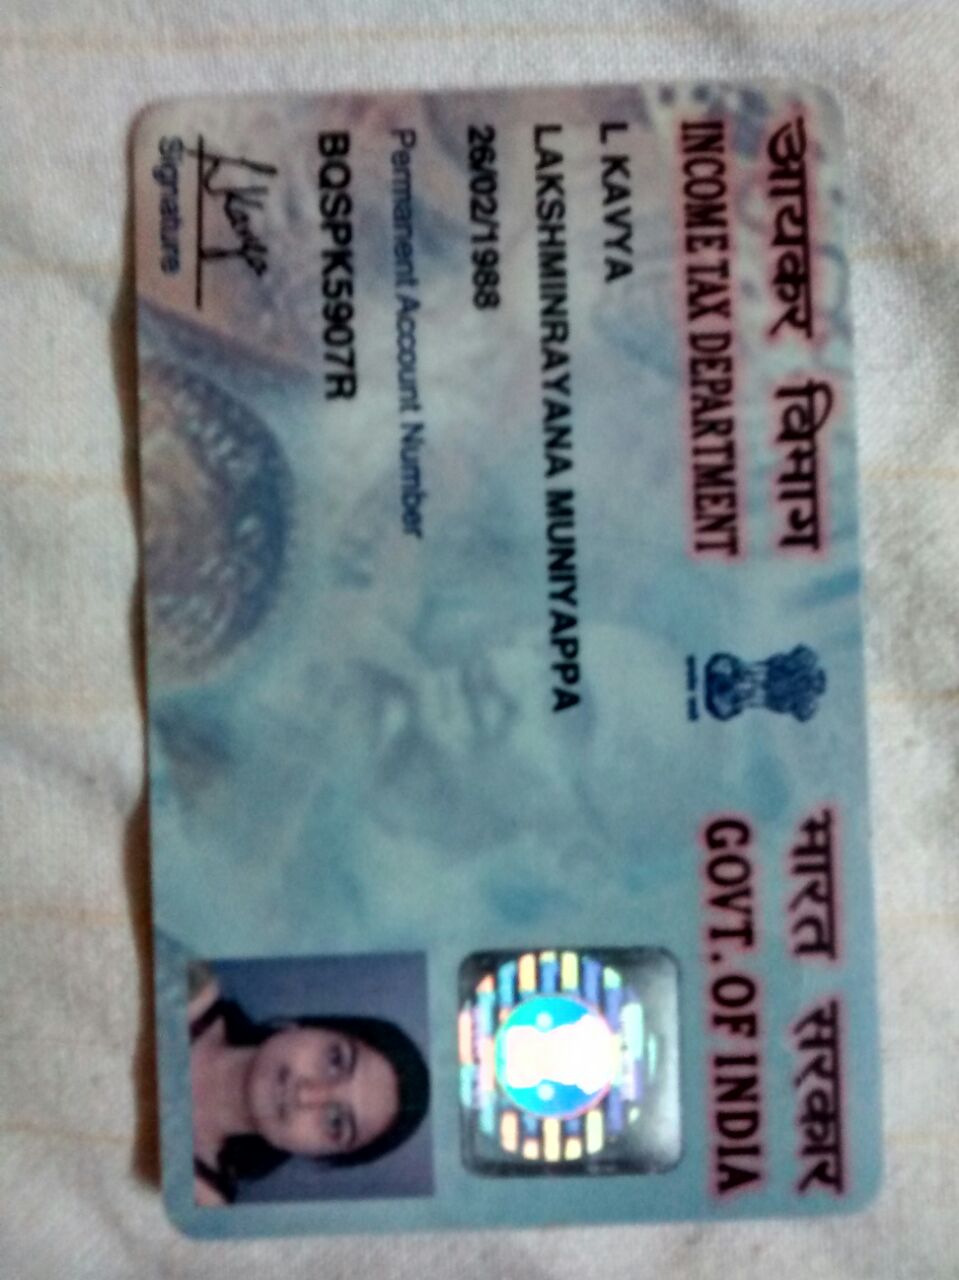 आयकर विभाग
INCOME TAX DEPARTMENT
भारत सरकार
GOVT. OF INDIA
L KAVYA
LAKSHMINRAYANA MUNIYAPPA
26/02/1988
Permanent Account Number
BQSPK5907R
L Kavya
Signature